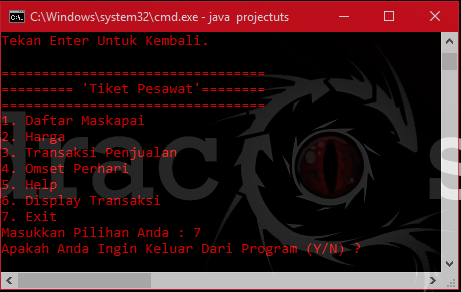 C:\Windows\system32\cmd.exe - java projectuts
Tekan Enter Untuk Kembali.
=================================
========= 'Tiket Pesawat'========
=================================
1. Daftar Maskapai
2. Harga
3. Transaksi Penjualan
4. Omset Perhari
5. Help
6. Display Transaksi
7. Exit
Masukkan Pilihan Anda : 7
Apakah Anda Ingin Keluar Dari Program (Y/N) ?